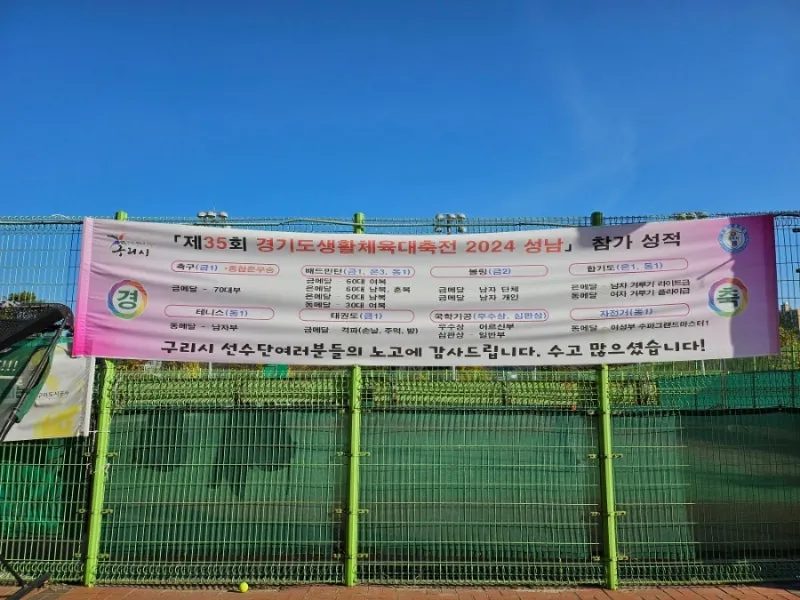 「제35회 경기도생활체육대축전 2024 성남」 참가 성적
구리시
경
축
축구(금1) -종합준우승
금메달 - 70대부
배드민턴(금1, 은3, 동1)
금메달 60대 여복
은메달 60대 남복, 혼복
은메달 50대 남복
동메달 - 30대 여복
볼링(금2)
금메달 남자 단체
금메달 남자 개인
합기도(은1, 동1)
은메달 남자 겨루기 라이트급
동메달 여자 겨루기 플라이급
테니스(동1)
동메달 - 남자부
태권도(금1)
금메달 격파(손날, 주먹, 발)
국학기공(우수상, 심판상)
우수상 - 어르신부
심판상 - 일반부
자전거(동1)
동메달 - 여성부 수퍼그랜드마스터1
구리시 선수단여러분들의 노고에 감사드립니다. 수고 많으셨습니다!